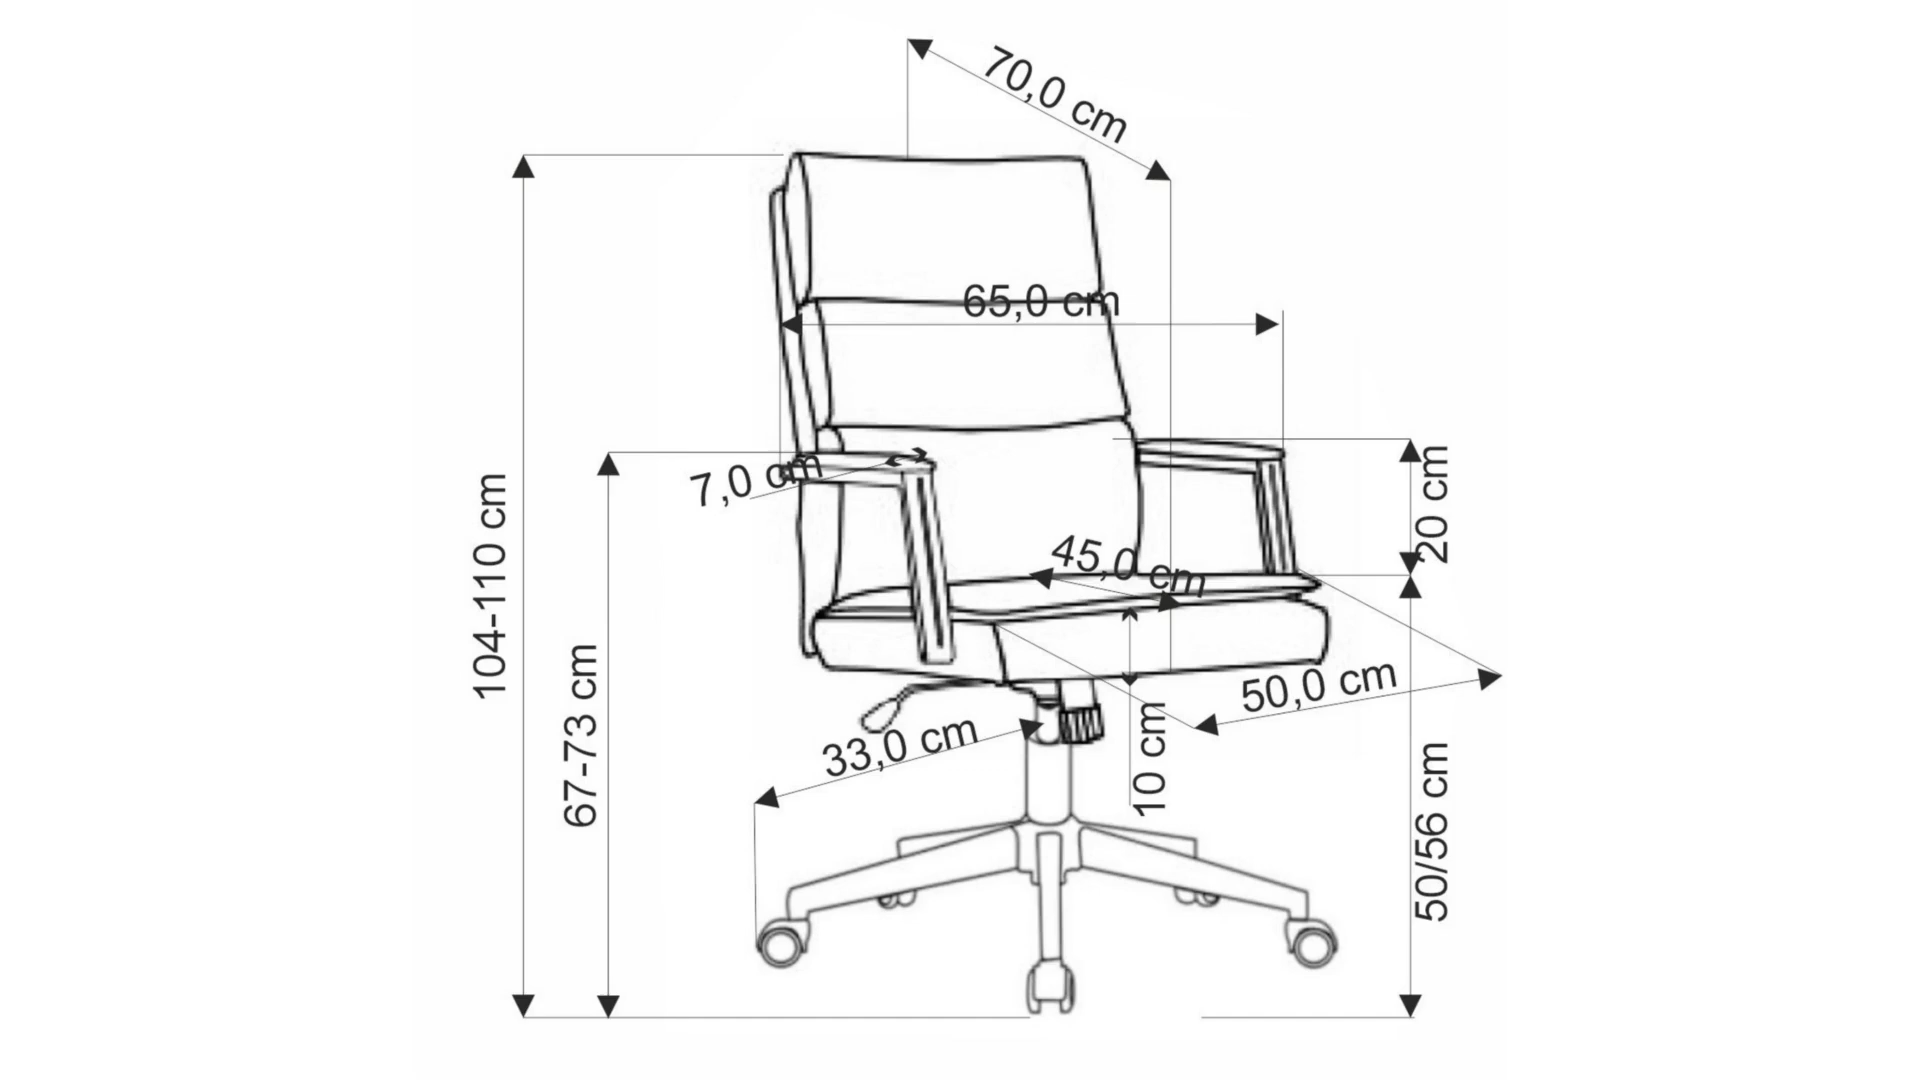 70,0 cm
65,0 cm
7,0 cm
20 cm
104-110 cm
45,0 cm
67-73 cm
50,0 cm
33,0 cm
10 cm
50/56 cm